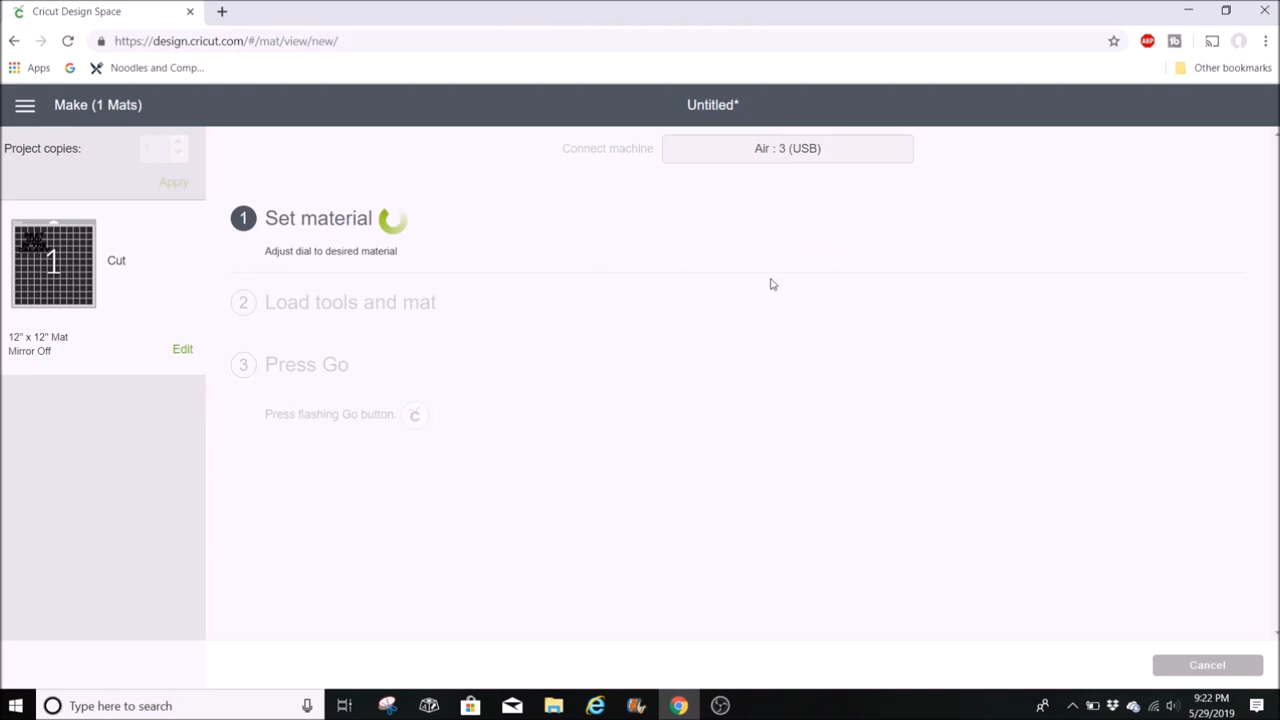 Cricut Design Space
https://design.cricut.com/#/mat/view/new/
ABP
Apps
G
Noodles and Comp...
Other bookmarks
Make (1 Mats)
Untitled*
Project copies:
1
Apply
Connect machine
Air : 3 (USB)
1
Set material
Adjust dial to desired material
1
Cut
2
Load tools and mat
12" x 12" Mat
Mirror Off
Edit
3
Press Go
Press flashing Go button.
Cancel
Type here to search
9:22 PM
5/29/2019